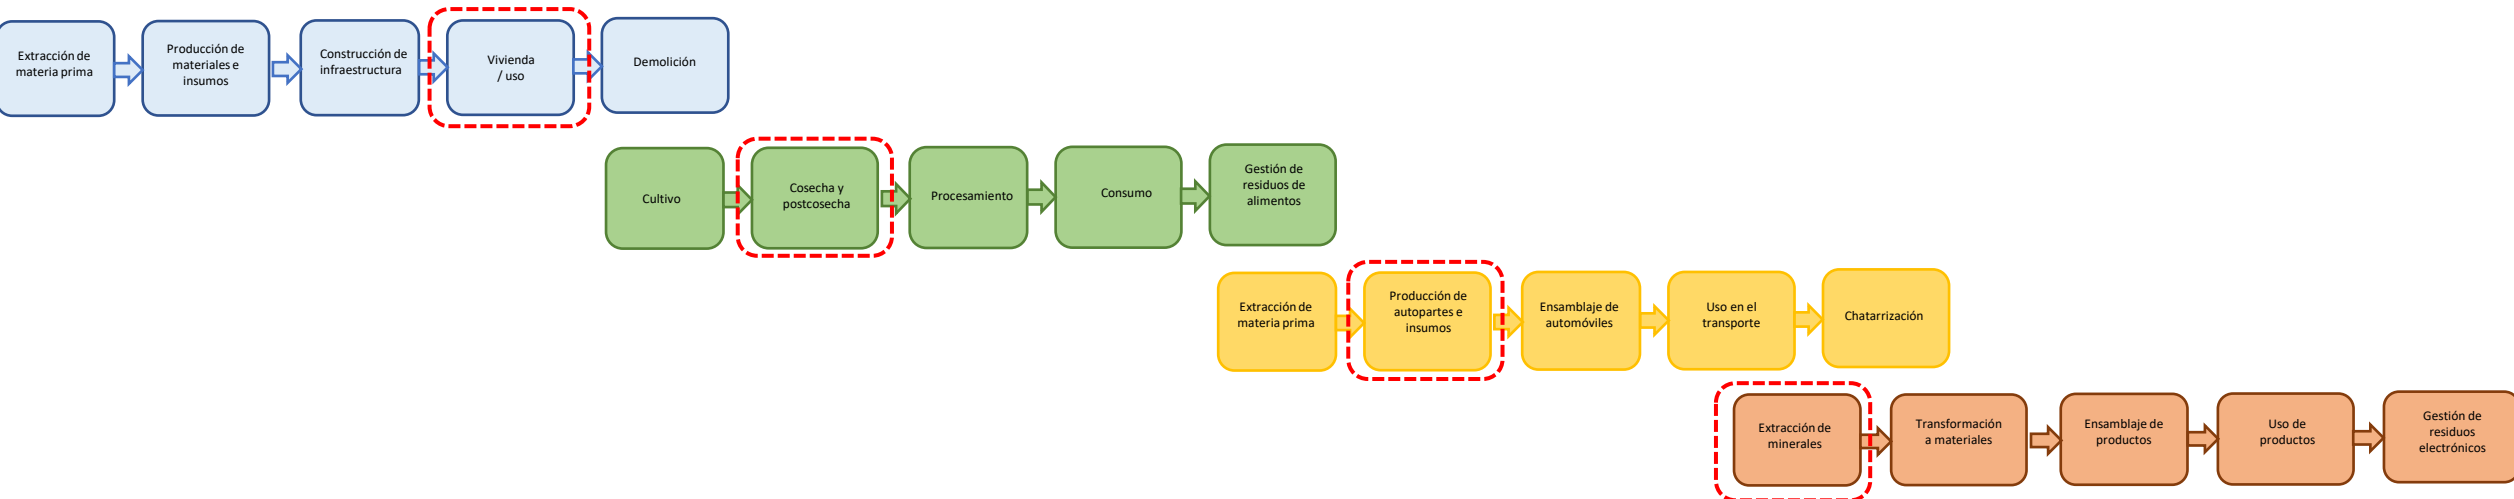 Extracción de
materia prima
Producción de
materiales e
insumos
Construcción de
infraestructura
Vivienda
/ uso
Demolición
Cultivo
Cosecha y
postcosecha
Procesamiento
Consumo
Gestión de
residuos de
alimentos
Extracción de
materia prima
Producción de
autopartes e
insumos
Ensamblaje de
automóviles
Uso en el
transporte
Chatarrización
Extracción de
minerales
Transformación
a materiales
Ensamblaje de
productos
Uso de
productos
Gestión de
residuos
electrónicos